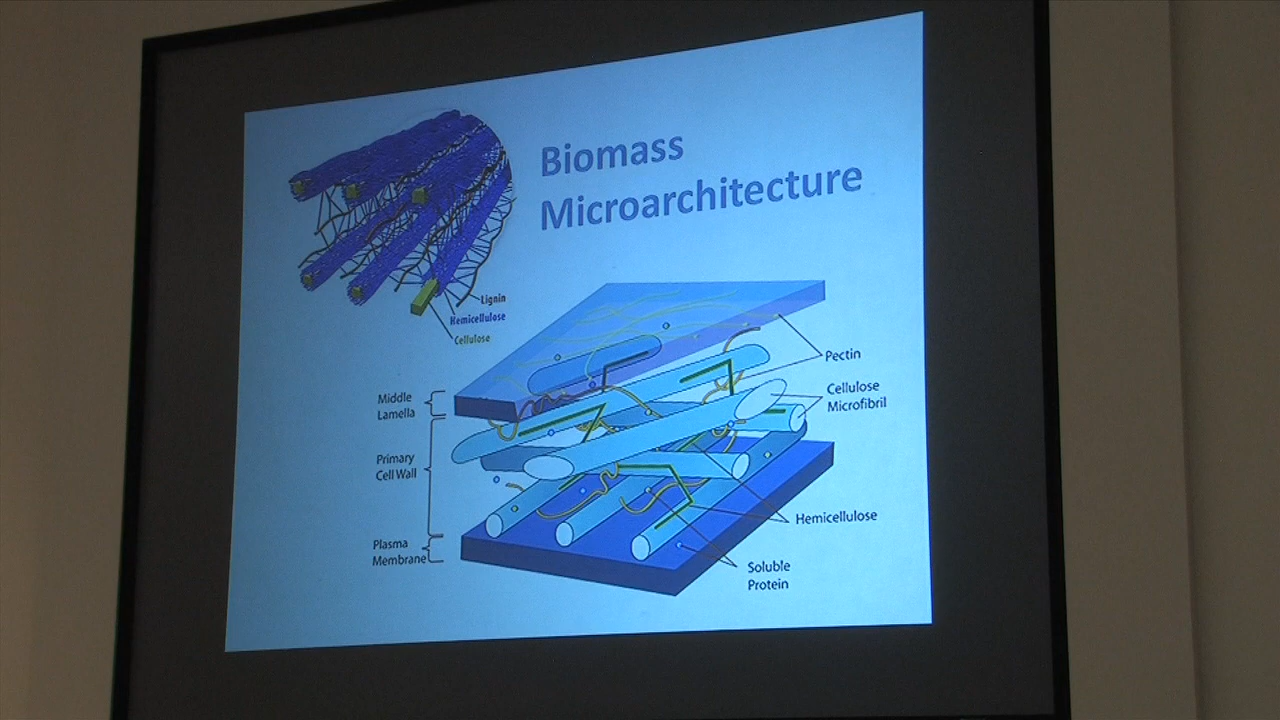 Biomass
Microarchitecture
Lignin
Hemicellulose
Cellulose
Pectin
Cellulose
Microfibril
Middle
Lamella
Primary
Cell Wall
Hemicellulose
Plasma
Membrane
Soluble
Protein